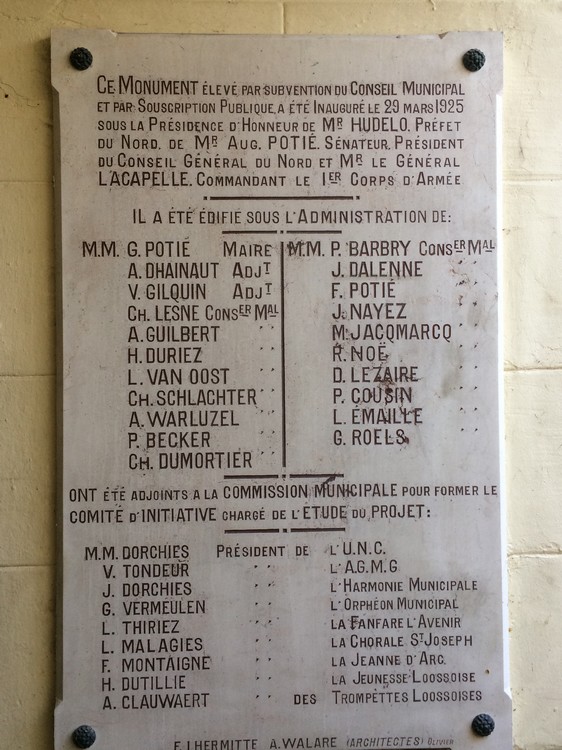 CE MONUMENT ÉLEVÉ PAR SUBVENTION DU CONSEIL MUNICIPAL
ET PAR SOUSCRIPTION PUBLIQUE, A ÉTÉ INAUGURÉ LE 29 MARS 1925
SOUS LA PRÉSIDENCE D'HONNEUR DE MR HUDELO, PRÉFET
DU NORD, DE MR AUG. POTIÉ, SÉNATEUR, PRÉSIDENT
DU CONSEIL GÉNÉRAL DU NORD ET MR LE GÉNÉRAL
LACAPELLE, COMMANDANT LE 1ER CORPS D'ARMÉE
IL A ÉTÉ ÉDIFIÉ SOUS L'ADMINISTRATION DE:
M.M. G. POTIÉ MAIRE
A. DHAINAUT ADJT
V. GILQUIN ADJT
CH. LESNE CONSER MAL
A. GUILBERT " "
H. DURIEZ " "
L. VAN OOST " "
CH. SCHLACHTER " "
A. WARLUZEL " "
P. BECKER " "
CH. DUMORTIER " "
M.M. P. BARBRY CONSER MAL
J. DALENNE " "
F. POTIÉ " "
J. NAYEZ " "
M. JACQMARCQ " "
R. NOË " "
D. LEZAIRE " "
P. COUSIN " "
L. ÉMAILLE " "
G. ROELS " "
ONT ÉTÉ ADJOINTS A LA COMMISSION MUNICIPALE POUR FORMER LE
COMITÉ D'INITIATIVE CHARGÉ DE L'ÉTUDE DU PROJET:
M.M. DORCHIES PRÉSIDENT DE L'U.N.C.
V. TONDEUR " " L'A.G.M.G
J. DORCHIES " " L'HARMONIE MUNICIPALE
G. VERMEULEN " " L'ORPHÉON MUNICIPAL
L. THIRIEZ " " LA FANFARE L'AVENIR
L. MALAGIES " " LA CHORALE ST JOSEPH
F. MONTAIGNE " " LA JEANNE D'ARC.
H. DUTILLIE " " LA JEUNESSE LOOSSOISE
A. CLAUWAERT " " DES TROMPETTES LOOSSOISES
F. LHERMITTE A. WALARE (ARCHITECTES) OLIVIER